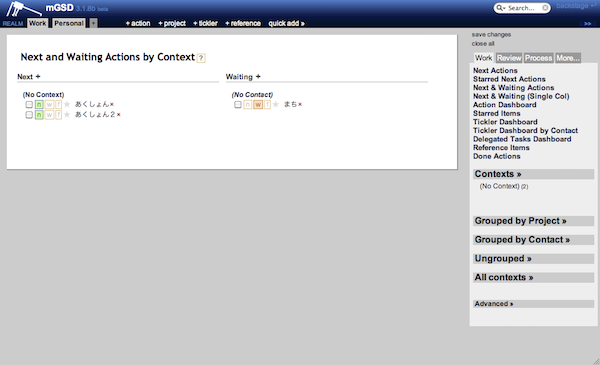 mGSD 3.1.8b beta
Search...
backstage
REALM Work Personal + + action + project + tickler + reference quick add » >>
Next and Waiting Actions by Context ?
Next +
(No Context)
n w f あくしょん×
n w f あくしょん２×
Waiting +
(No Contact)
n w f まち×
save changes
close all
Work Review Process More...
Next Actions
Starred Next Actions
Next & Waiting Actions
Next & Waiting (Single Col)
Action Dashboard
Starred Items
Tickler Dashboard
Tickler Dashboard by Contact
Delegated Tasks Dashboard
Reference Items
Done Actions
Contexts »
(No Context) (2)
Grouped by Project »
Grouped by Contact »
Ungrouped »
All contexts »
Advanced »